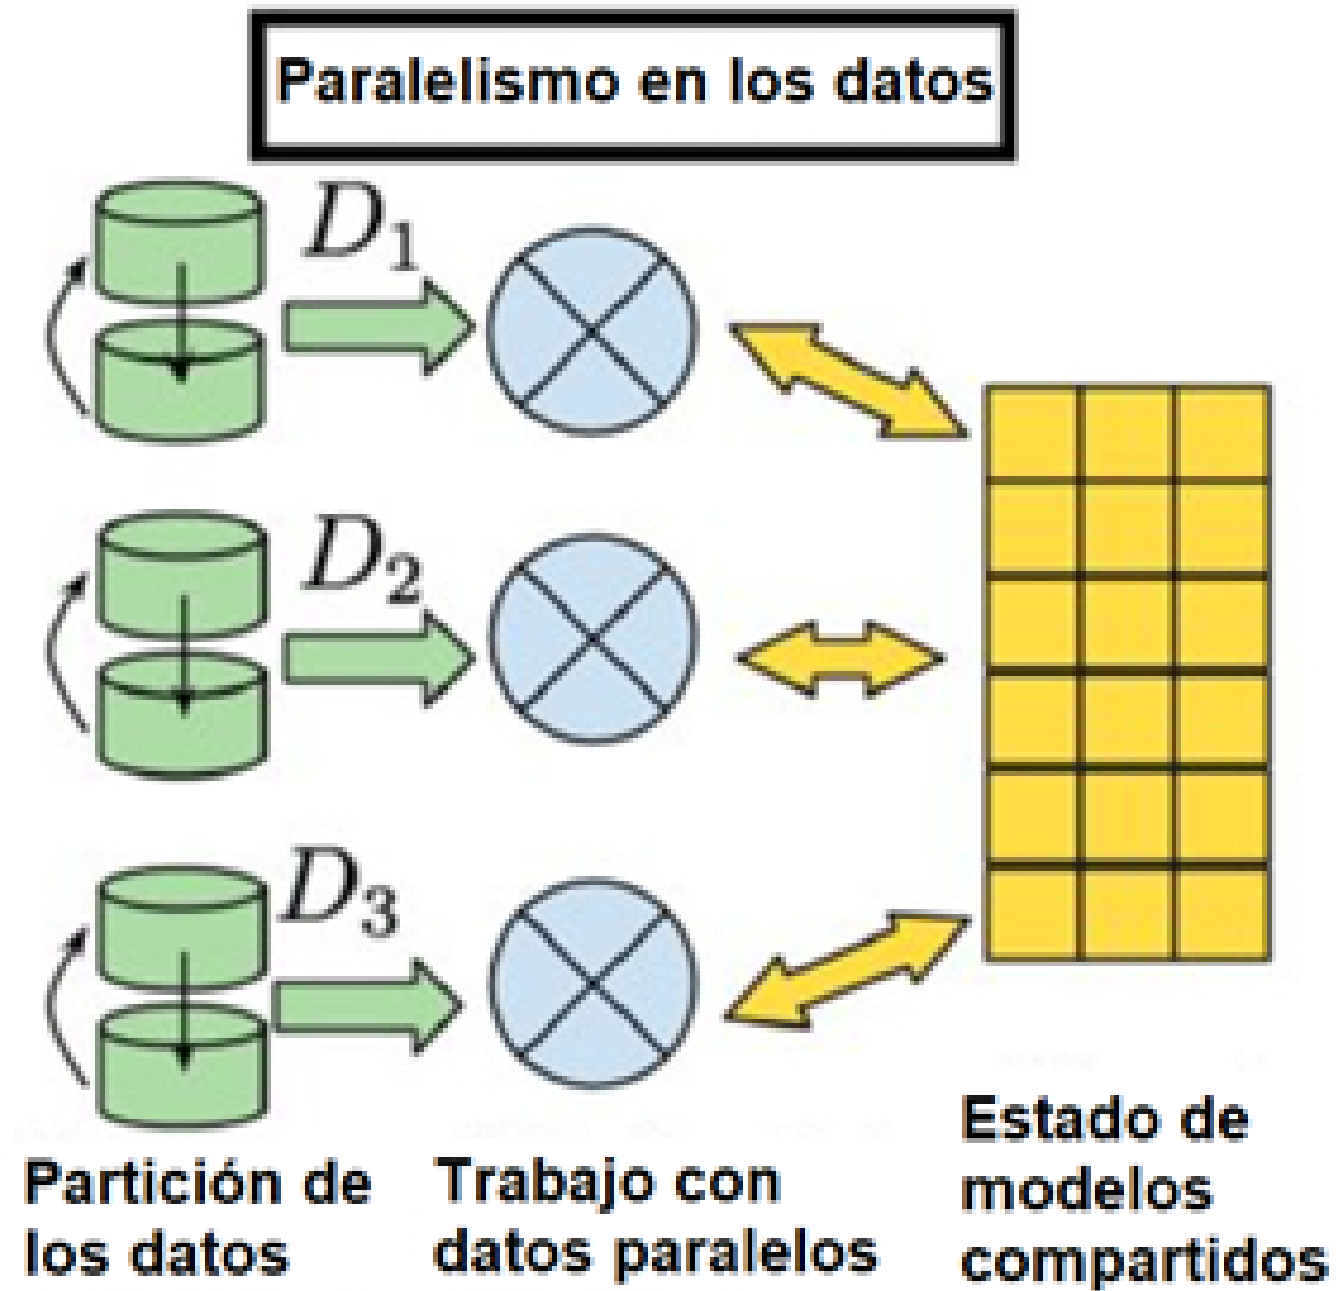 Paralelismo en los datos
D₁
D₂
D₃
Partición de
los datos
Trabajo con
datos paralelos
Estado de
modelos
compartidos